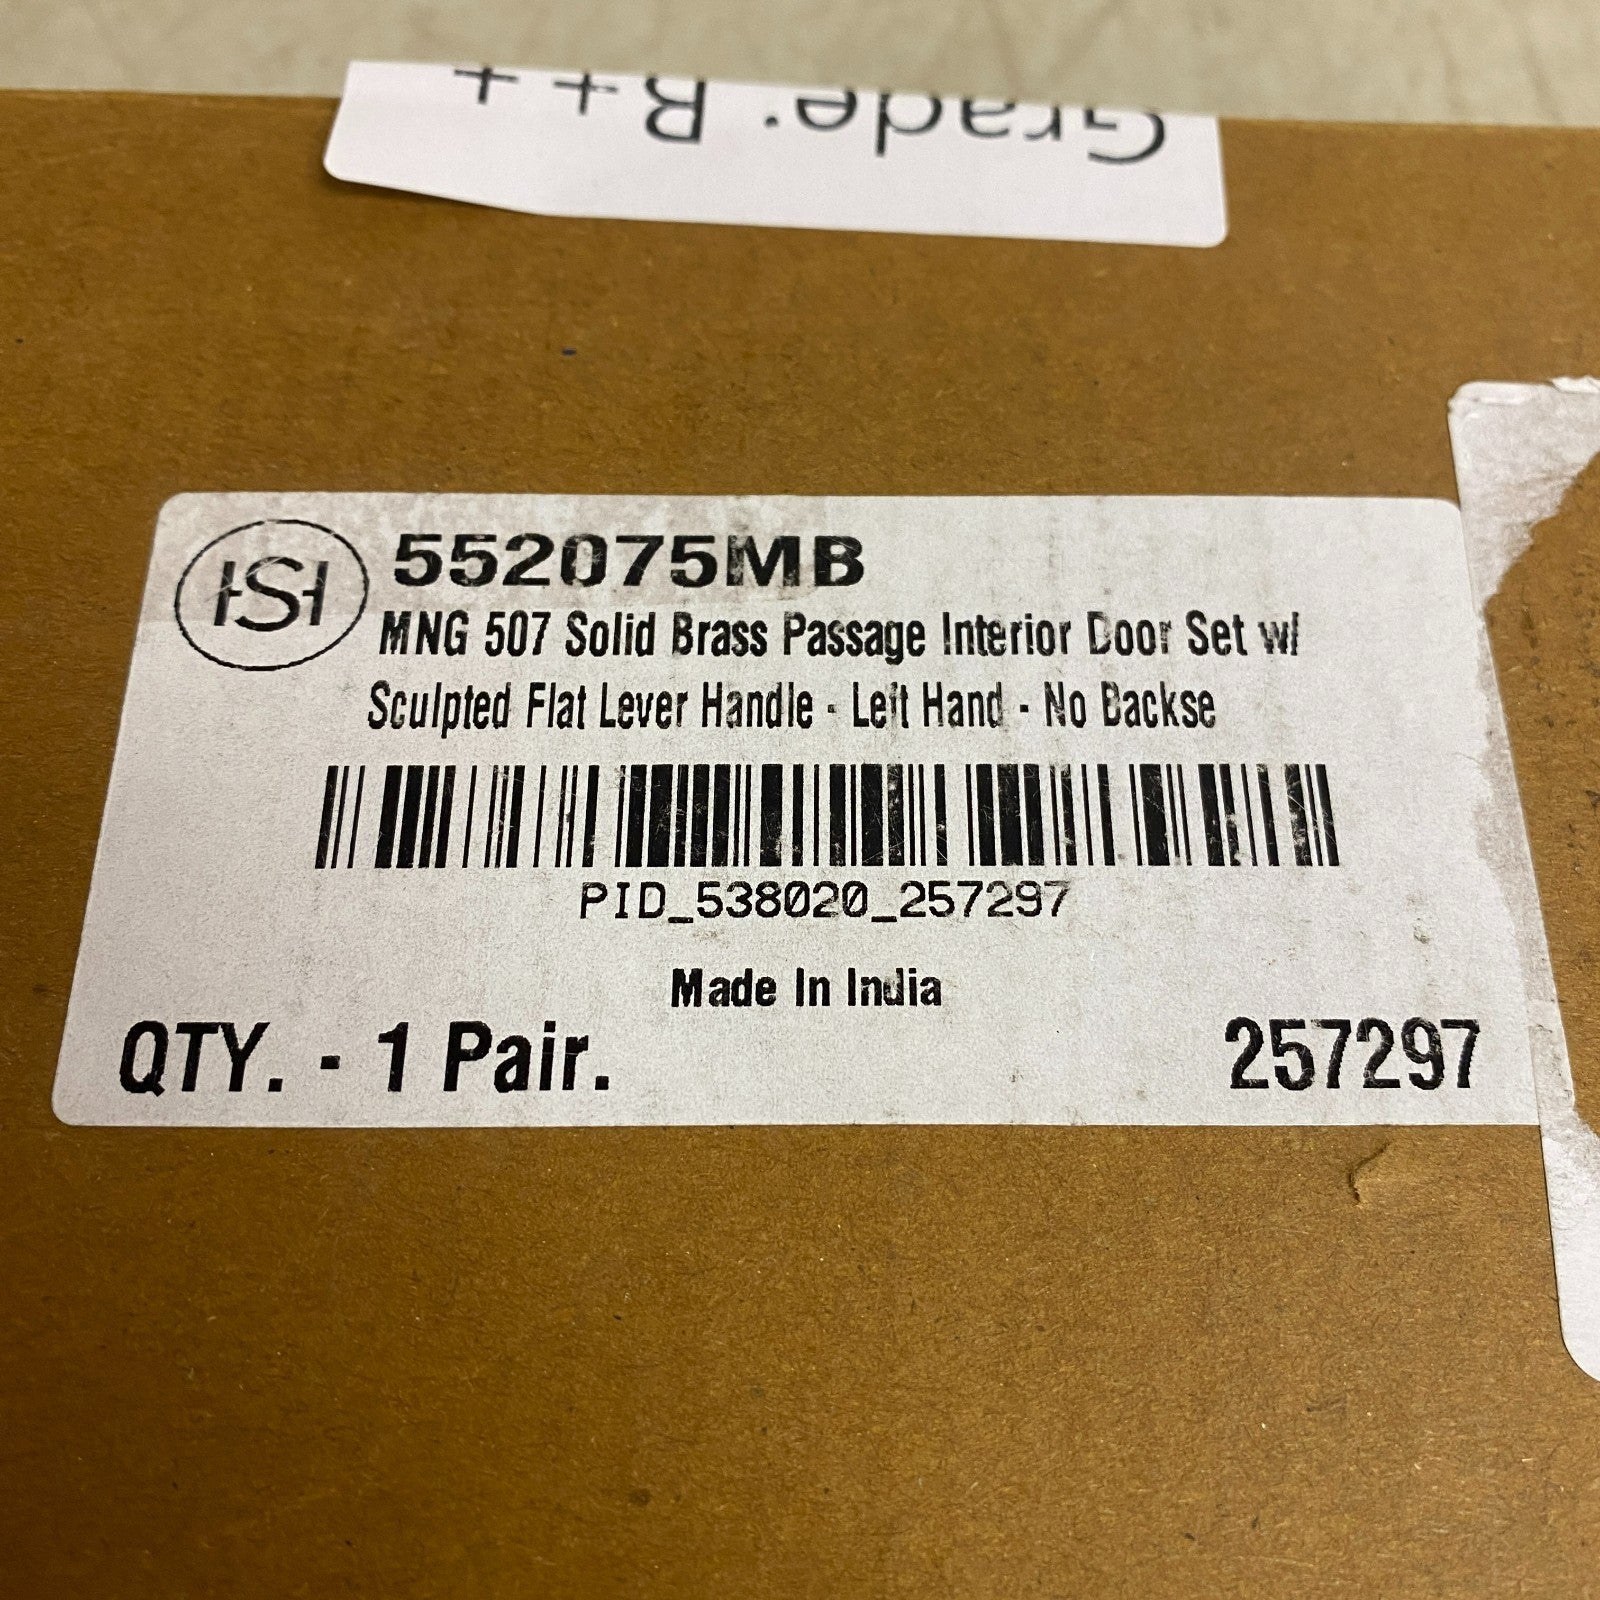 Grade: B++
HSH
552075MB
MNG 507 Solid Brass Passage Interior Door Set w/
Sculpted Flat Lever Handle - Left Hand - No Backse
PID_538020_257297
Made In India
QTY. - 1 Pair.
257297